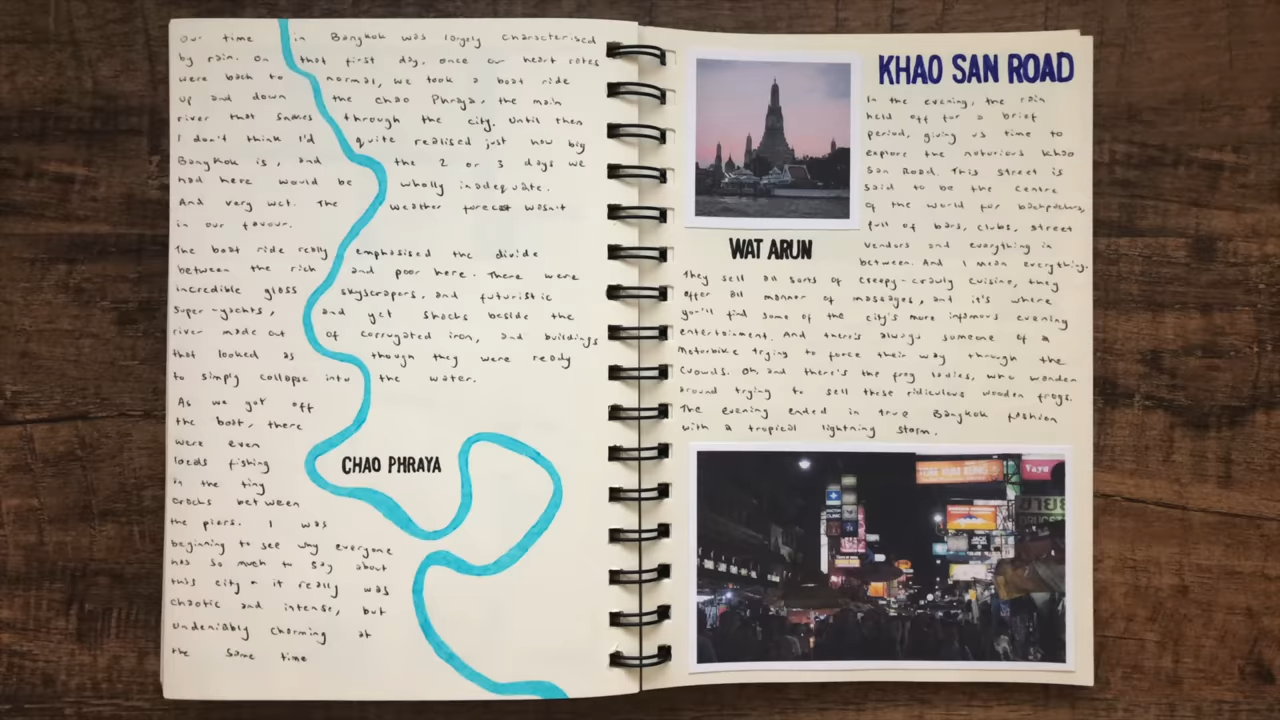 Our time in Bangkok was largely characterised
by rain. On that first day, once our heart rates
were back to normal, we took a boat ride
up and down the Chao Phraya, the main
river that snakes through the city. Until then
I don't think I'd quite realised just how big
Bangkok is, and the 2 or 3 days we
had here would be wholly inadequate.
And very wet. The weather forecast wasn't
in our favour.
The boat ride really emphasised the divide
between the rich and poor here. There were
incredible glass skyscrapers, and futuristic
super-yachts, and yet shacks beside the
river made out of corrugated iron, and buildings
that looked as though they were ready
to simply collapse into the water.
As we got off
the boat, there
were even
locals fishing
in the tiny
cracks between
the piers. I was
beginning to see why everyone
has so much to say about
this city - it really was
chaotic and intense, but
undeniably charming at
the same time
CHAO PHRAYA
KHAO SAN ROAD
In the evening, the rain
held off for a brief
period, giving us time to
explore the notorious Khao
San Road. This street is
said to be the centre
of the world for backpackers,
full of bars, clubs, street
vendors and everything in
between. And I mean everything.
WAT ARUN
They sell all sorts of creepy-crawly cuisine, they
offer all manner of massages, and it's where
you'll find some of the city's more infamous evening
entertainment. And there's always someone of a
motorbike trying to force their way through the
crowds. Oh, and there's the frog ladies, who wander
around trying to sell these ridiculous wooden frogs.
The evening ended in true Bangkok fashion
with a tropical lightning storm.